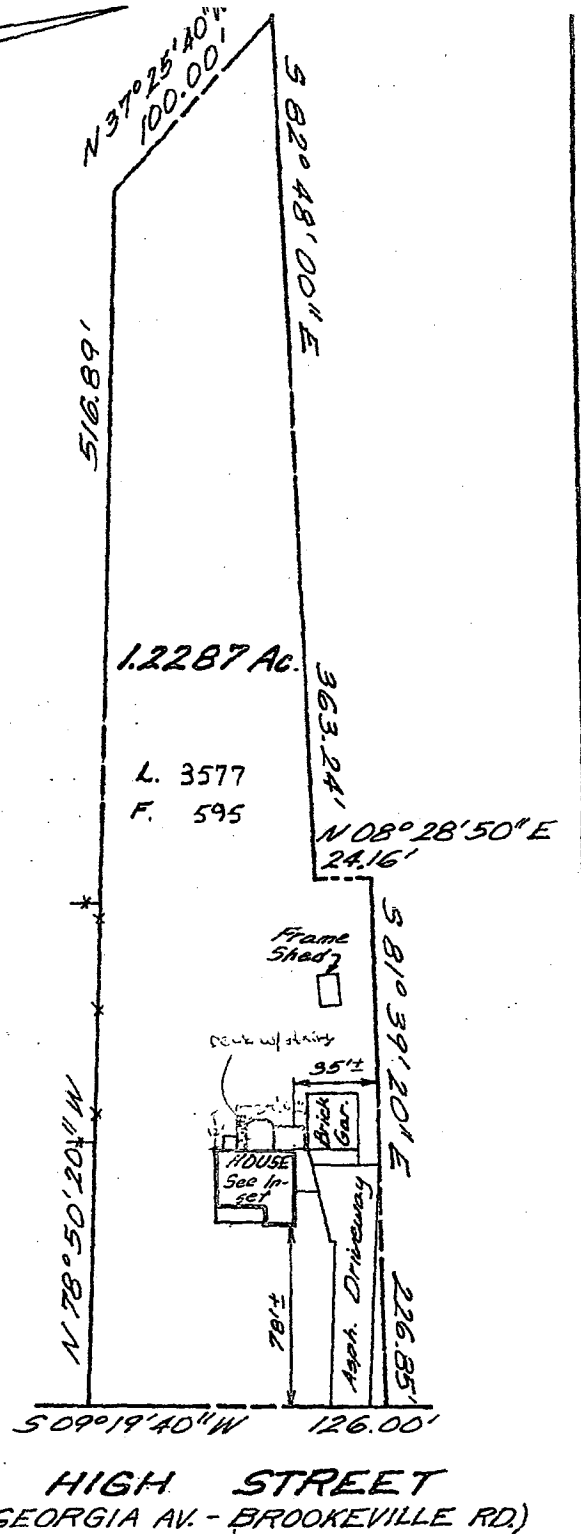 N 37° 25' 40" W
100.00'
S 82° 48' 00" E
516.89'
1.2287 Ac.
363.24'
L. 3577
F. 595
N 08° 28' 50" E
24.16'
Frame
Shed
S 81° 39' 20" E
35'±
Brick
Gar.
HOUSE
See In-
set
N 78° 50' 20" W
78'±
Asph. Driveway
226.85'
S 09° 19' 40" W
126.00'
HIGH STREET
GEORGIA AV. - BROOKEVILLE RD.)